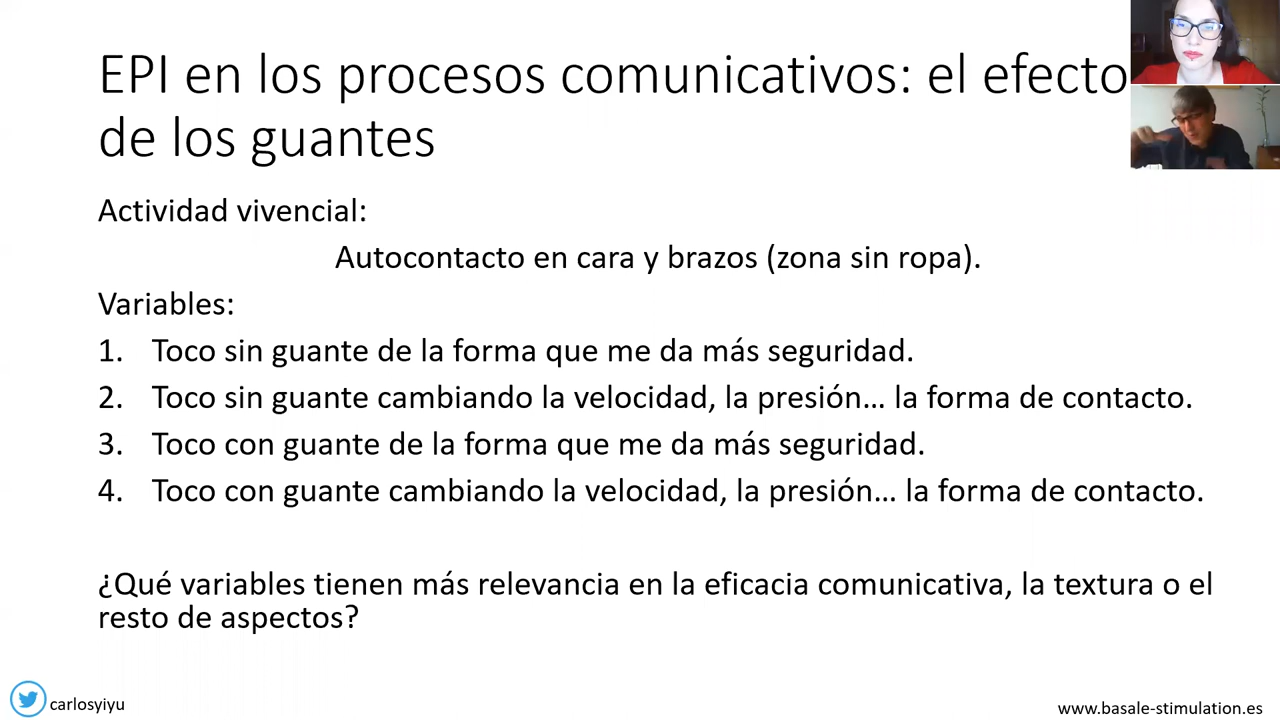 EPI en los procesos comunicativos: el efecto
de los guantes
Actividad vivencial:
Autocontacto en cara y brazos (zona sin ropa).
Variables:
1. Toco sin guante de la forma que me da más seguridad.
2. Toco sin guante cambiando la velocidad, la presión… la forma de contacto.
3. Toco con guante de la forma que me da más seguridad.
4. Toco con guante cambiando la velocidad, la presión… la forma de contacto.
¿Qué variables tienen más relevancia en la eficacia comunicativa, la textura o el
resto de aspectos?
carlosyiyu
www.basale-stimulation.es